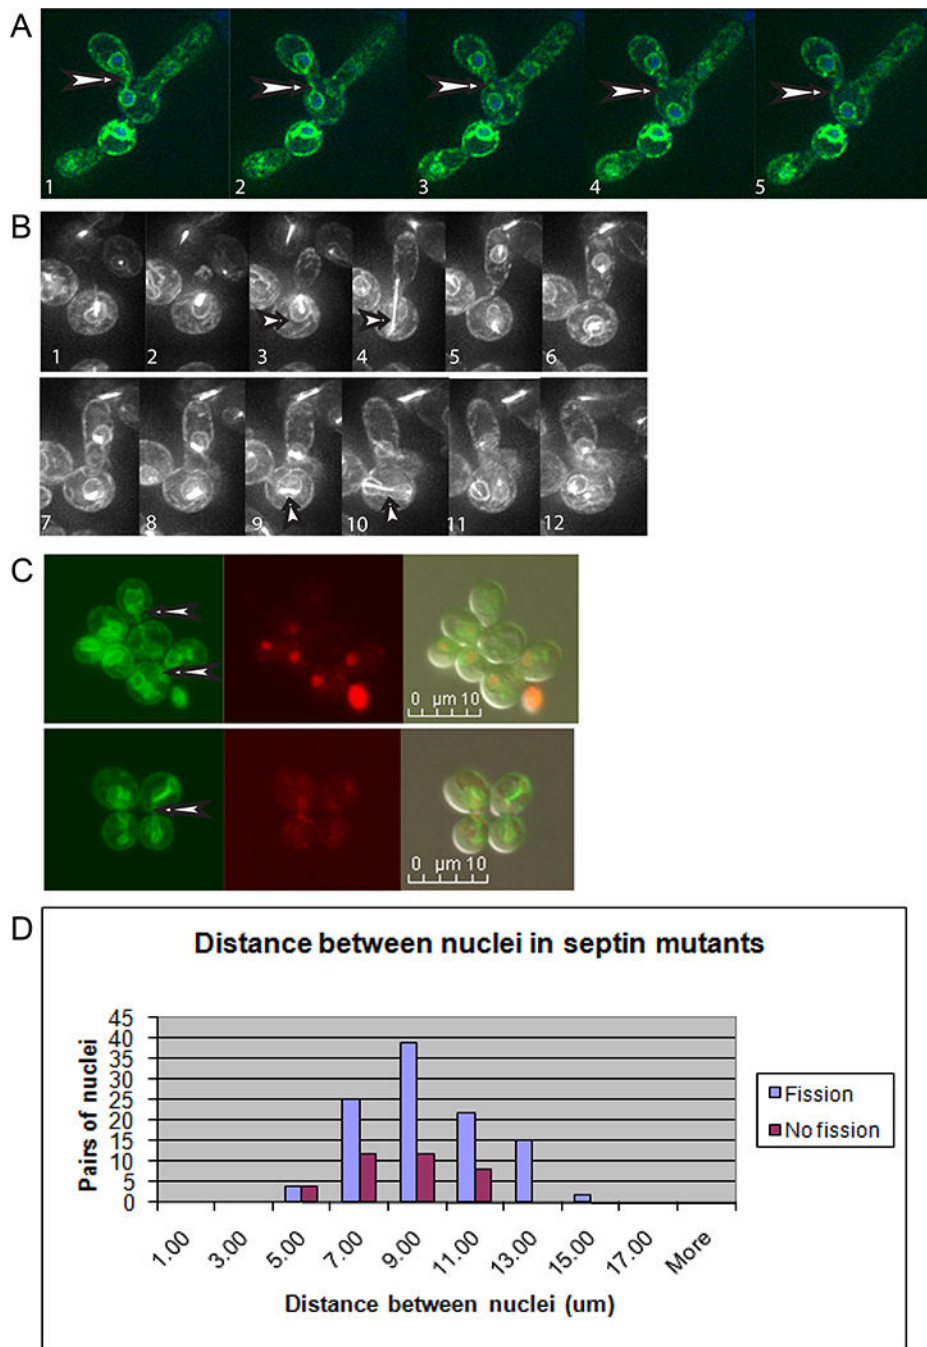 A
1 2 3 4 5
B
1 2 3 4 5 6
7 8 9 10 11 12
C
0 µm 10
0 µm 10
D
Distance between nuclei in septin mutants
Pairs of nuclei
45
40
35
30
25
20
15
10
5
0
1.00 3.00 5.00 7.00 9.00 11.00 13.00 15.00 17.00 More
Distance between nuclei (um)
Fission
No fission